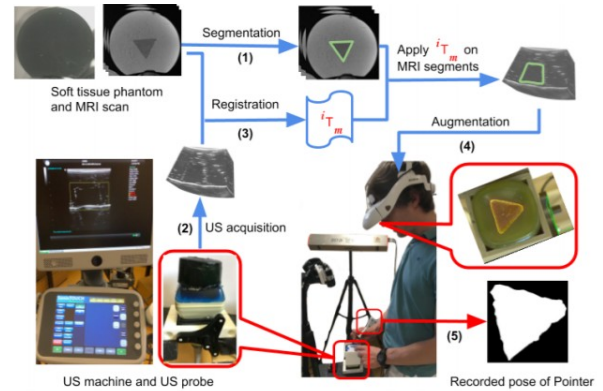 Segmentation
(1)
Apply iTm on
MRI segments
Soft tissue phantom
and MRI scan
Registration
(3)
iTm
Augmentation
(4)
(2)
US acquisition
(5)
US machine and US probe
Recorded pose of Pointer